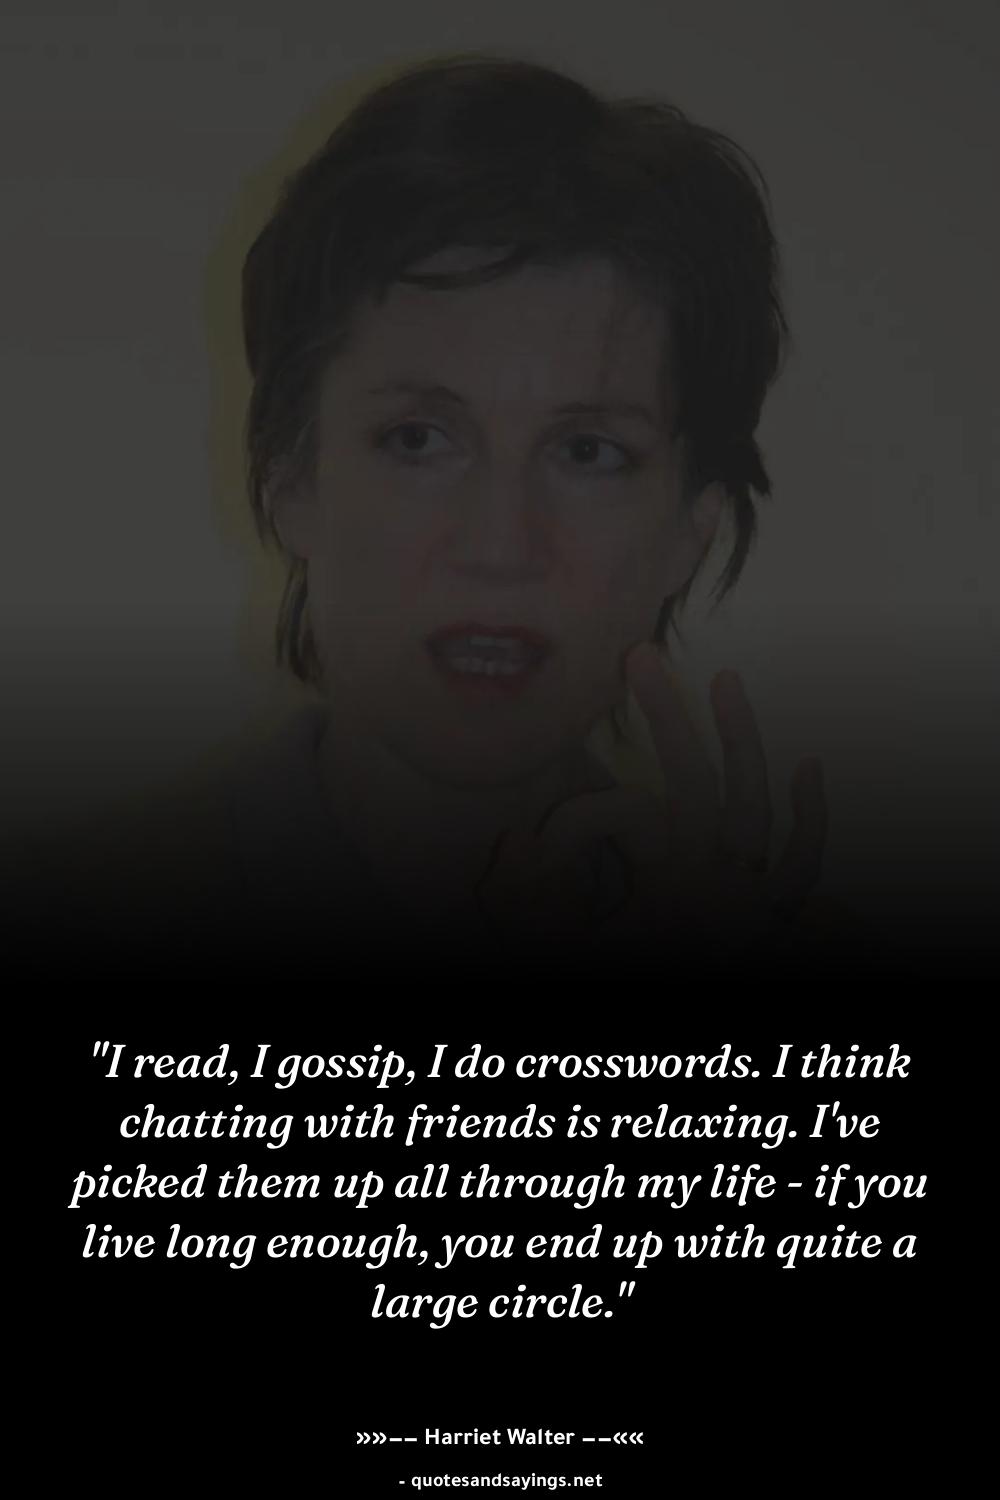 "I read, I gossip, I do crosswords. I think
chatting with friends is relaxing. I've
picked them up all through my life - if you
live long enough, you end up with quite a
large circle."
»»–– Harriet Walter ––««
- quotesandsayings.net